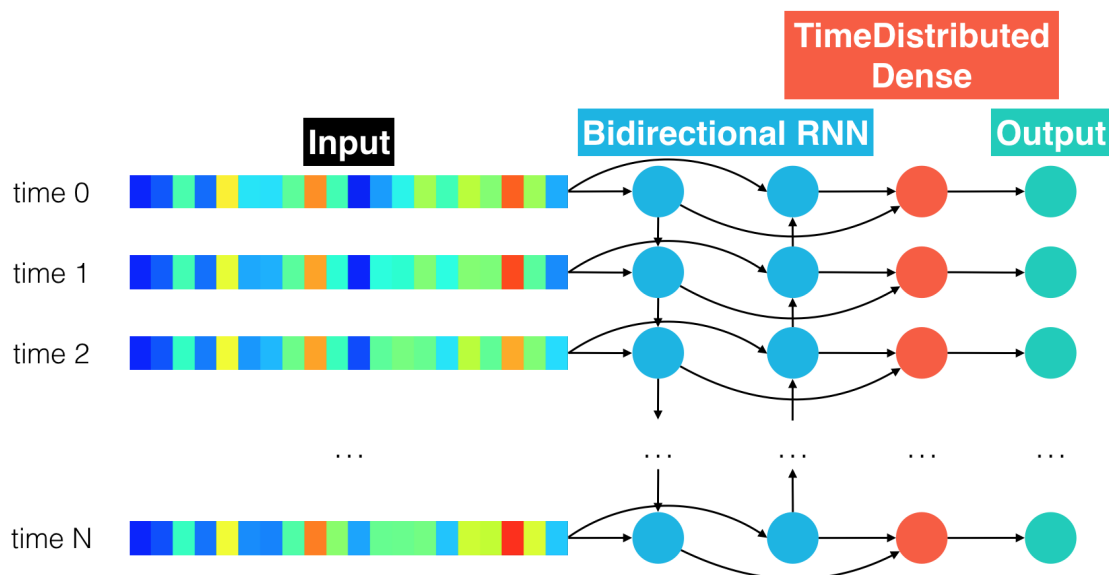 TimeDistributed
Dense
Input
Bidirectional RNN
Output
time 0
time 1
time 2
... ... ... ... ...
time N